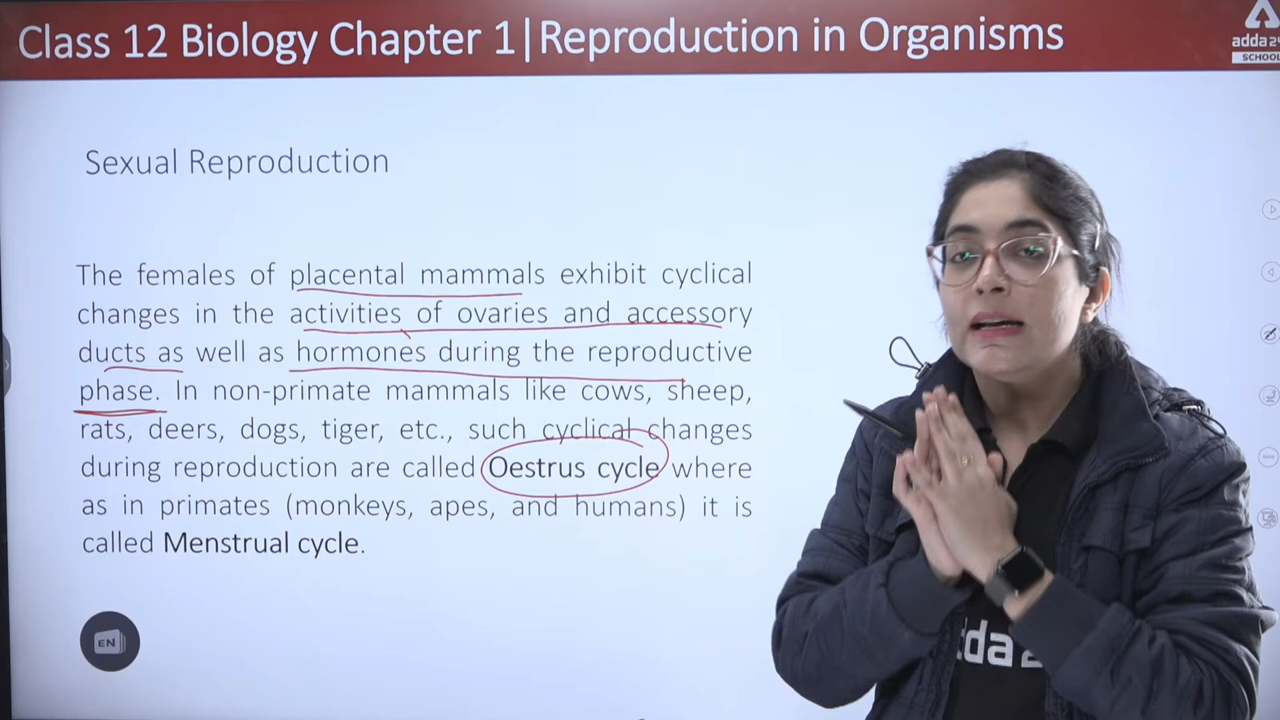 Class 12 Biology Chapter 1|Reproduction in Organisms
adda24
SCHOOL
Sexual Reproduction
The females of placental mammals exhibit cyclical
changes in the activities of ovaries and accessory
ducts as well as hormones during the reproductive
phase. In non-primate mammals like cows, sheep,
rats, deers, dogs, tiger, etc., such cyclical changes
during reproduction are called Oestrus cycle where
as in primates (monkeys, apes, and humans) it is
called Menstrual cycle.
EN
dda2